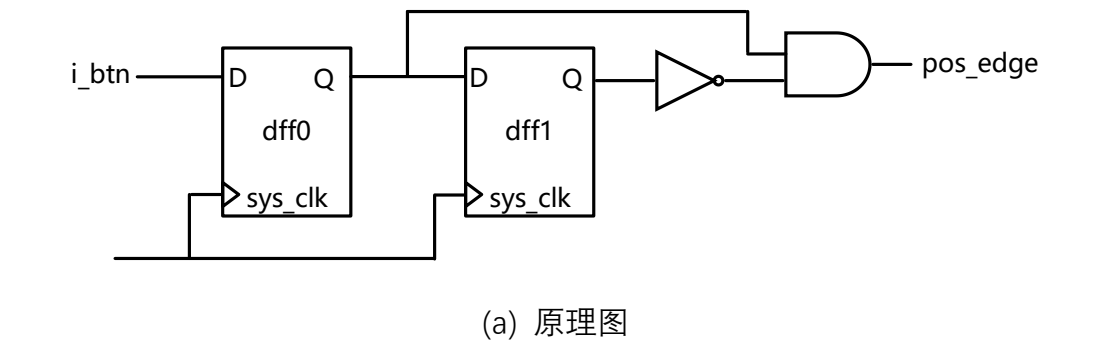 i_btn
D
Q
dff0
sys_clk
D
Q
dff1
sys_clk
pos_edge
(a) 原理图